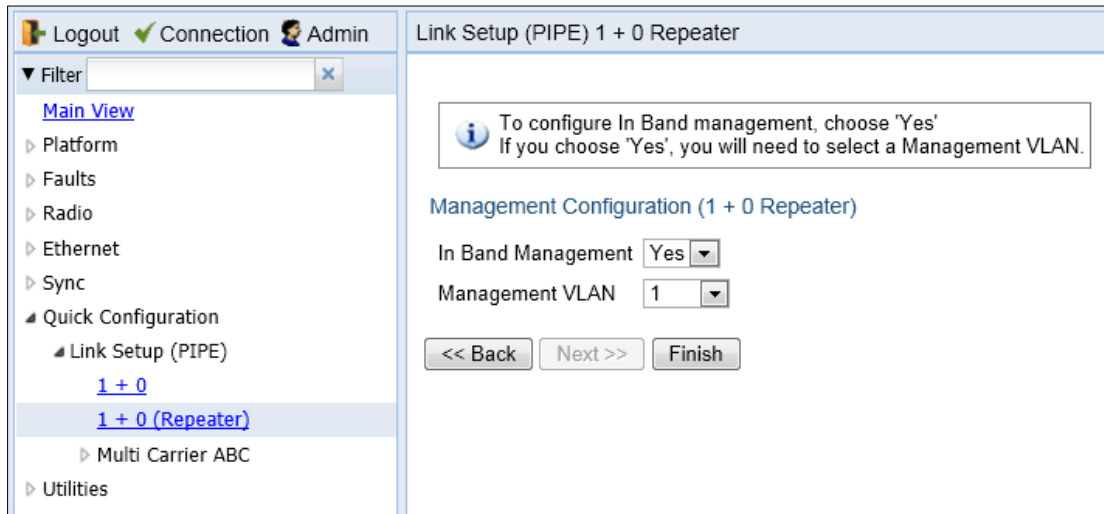 Logout Connection Admin
Filter
Main View
Platform
Faults
Radio
Ethernet
Sync
Quick Configuration
Link Setup (PIPE)
1 + 0
1 + 0 (Repeater)
Multi Carrier ABC
Utilities
Link Setup (PIPE) 1 + 0 Repeater
To configure In Band management, choose 'Yes'
If you choose 'Yes', you will need to select a Management VLAN.
Management Configuration (1 + 0 Repeater)
In Band Management Yes
Management VLAN 1
<< Back Next >> Finish